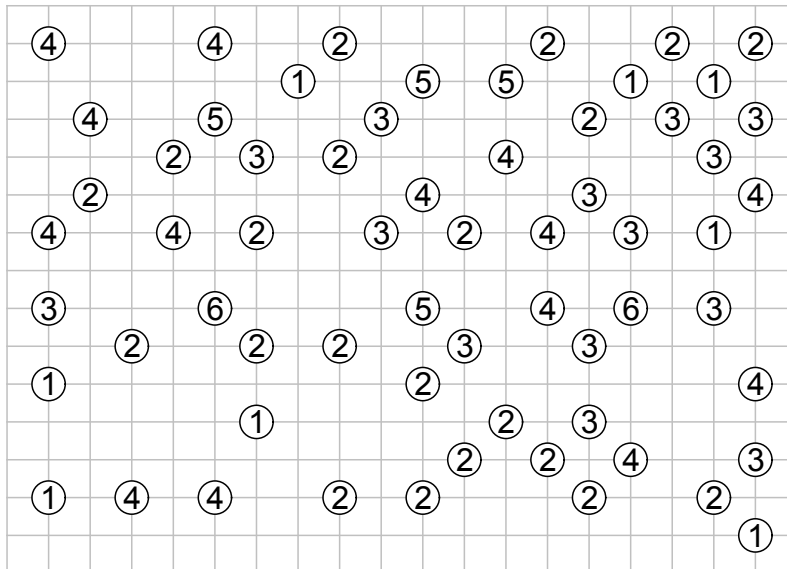 4 4 2 2 2 2
1 5 5 1 1
4 5 3 2 3 3
2 3 2 4 3
2 4 3 4
4 4 2 3 2 4 3 1
3 6 5 4 6 3
2 2 2 3 3
1 2 4
1 2 3
2 2 4 3
1 4 4 2 2 2 2
1